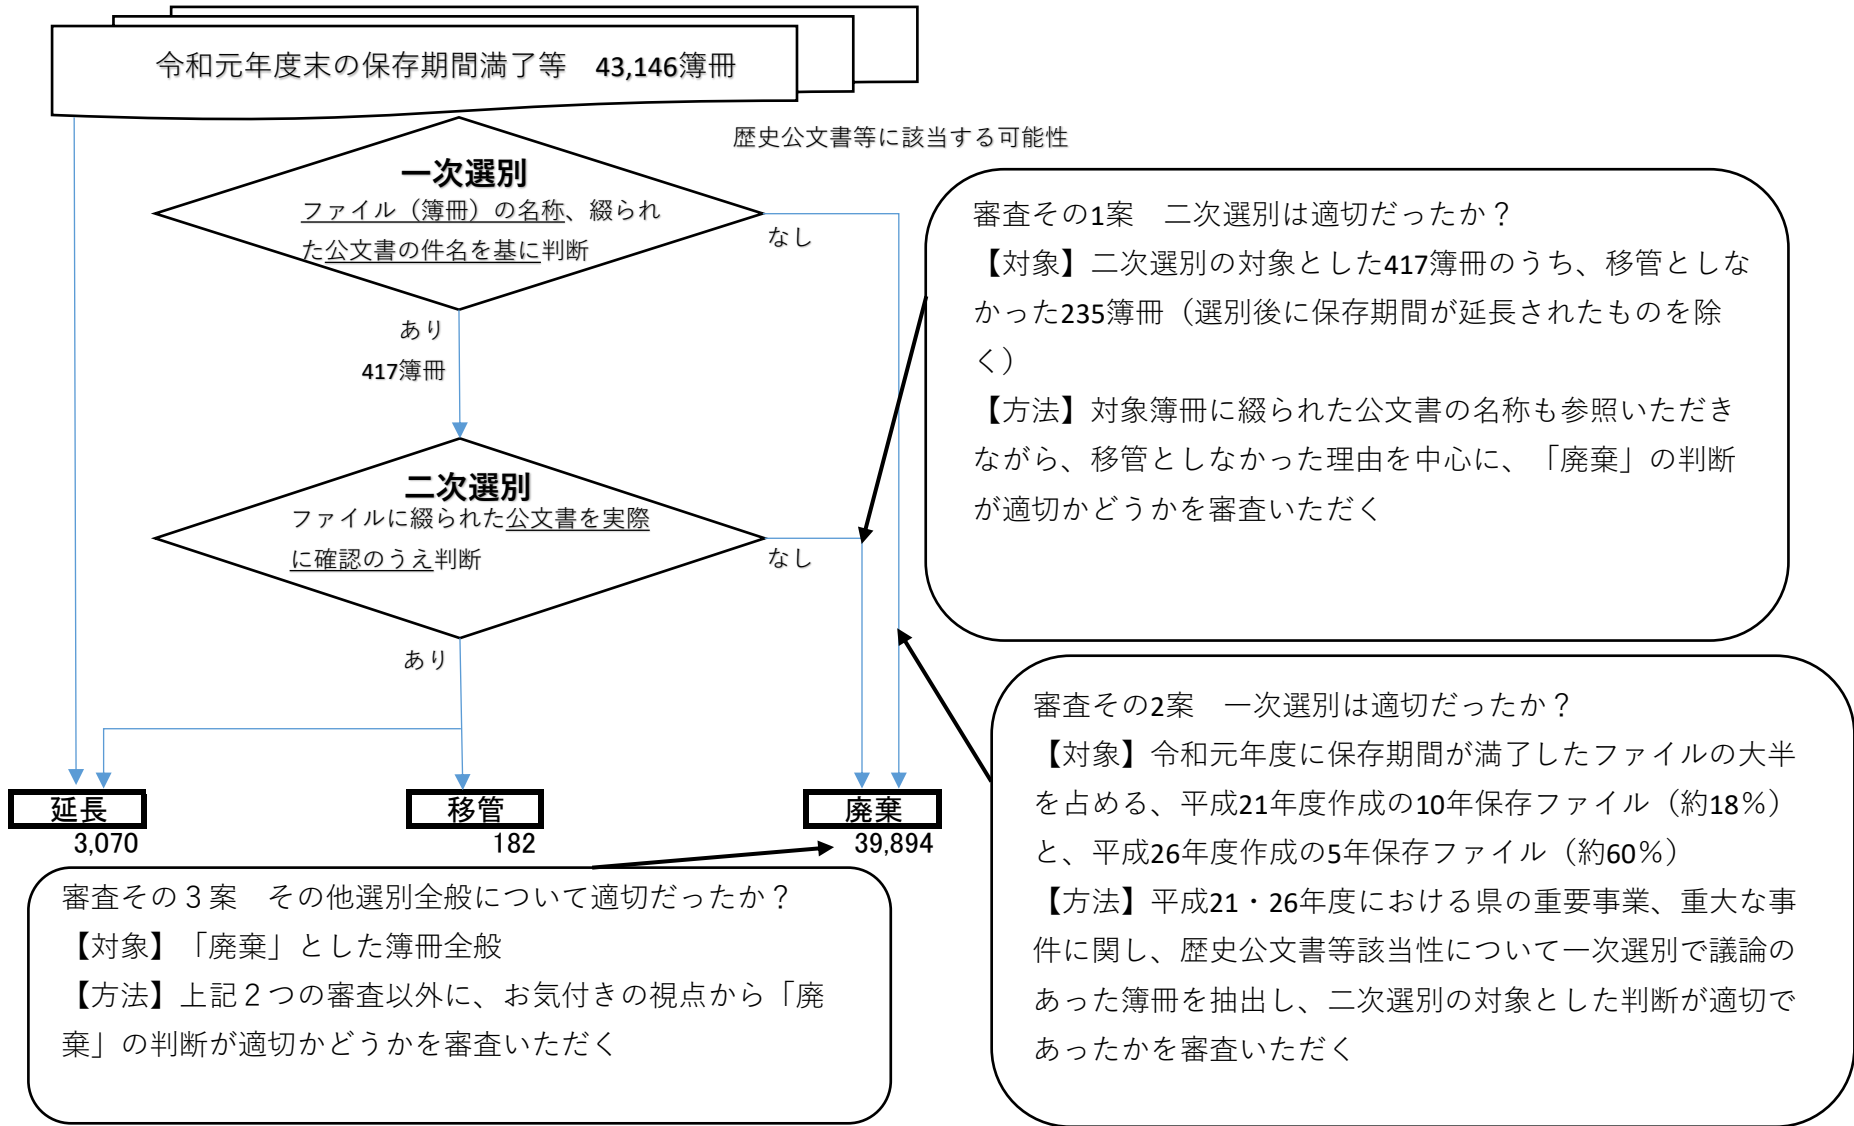 令和元年度末の保存期間満了等　43,146簿冊
歴史公文書等に該当する可能性
一次選別
ファイル（簿冊）の名称、綴られ
た公文書の件名を基に判断
なし
あり
417簿冊
二次選別
ファイルに綴られた公文書を実際
に確認のうえ判断
なし
あり
審査その1案　二次選別は適切だったか？
【対象】二次選別の対象とした417簿冊のうち、移管としな
かった235簿冊（選別後に保存期間が延長されたものを除
く）
【方法】対象簿冊に綴られた公文書の名称も参照いただき
ながら、移管としなかった理由を中心に、「廃棄」の判断
が適切かどうかを審査いただく
審査その2案　一次選別は適切だったか？
【対象】令和元年度に保存期間が満了したファイルの大半
を占める、平成21年度作成の10年保存ファイル（約18％）
と、平成26年度作成の5年保存ファイル（約60％）
【方法】平成21・26年度における県の重要事業、重大な事
件に関し、歴史公文書等該当性について一次選別で議論の
あった簿冊を抽出し、二次選別の対象とした判断が適切で
あったかを審査いただく
延長
3,070
移管
182
廃棄
39,894
審査その３案　その他選別全般について適切だったか？
【対象】「廃棄」とした簿冊全般
【方法】上記２つの審査以外に、お気付きの視点から「廃
棄」の判断が適切かどうかを審査いただく